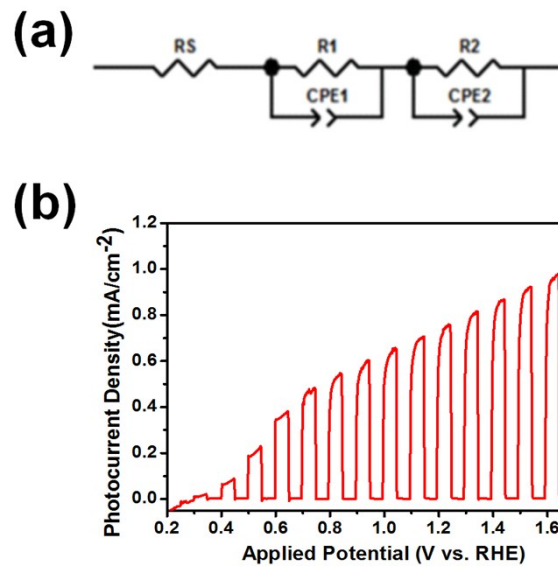 (a)
RS
R1
R2
CPE1
CPE2
(b)
Photocurrent Density(mA/cm⁻²)
1.2
1.0
0.8
0.6
0.4
0.2
0.0
0.2 0.4 0.6 0.8 1.0 1.2 1.4 1.6
Applied Potential (V vs. RHE)